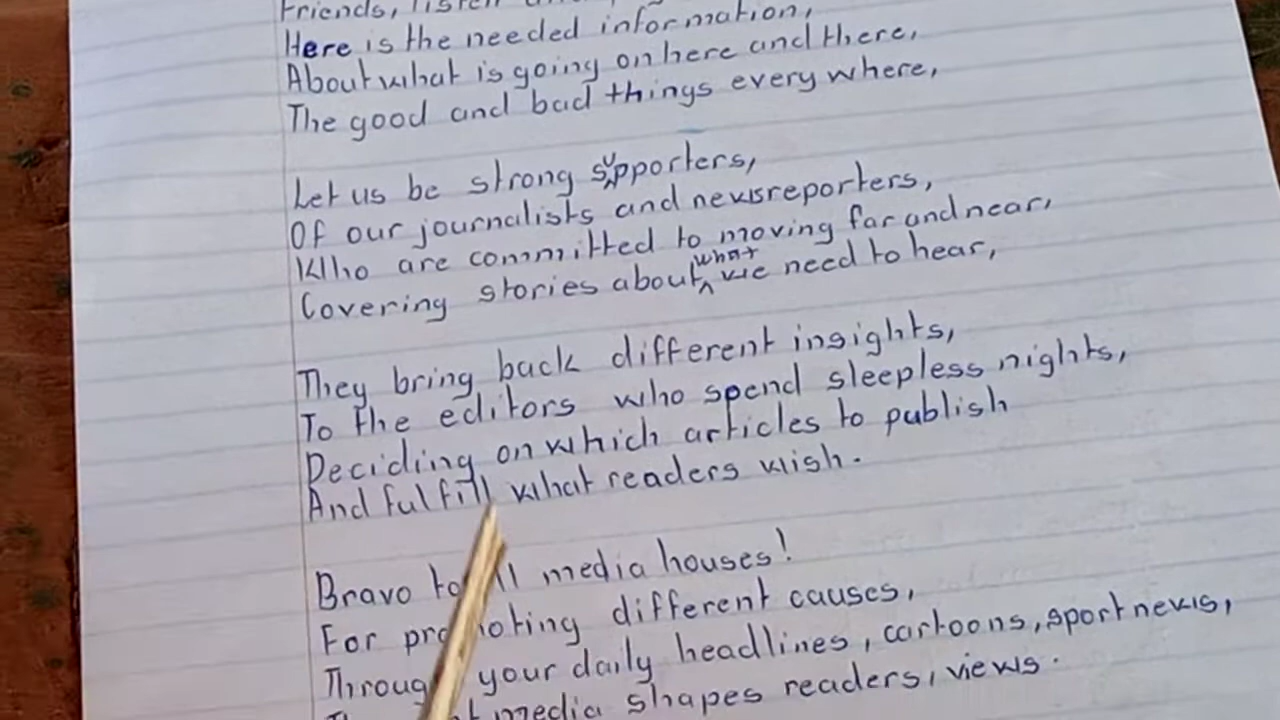 Friends, listen
Here is the needed information,
About what is going on here and there,
The good and bad things every where,
Let us be strong supporters,
Of our journalists and newsreporters,
Who are committed to moving far and near,
Covering stories about what we need to hear,
They bring back different insights,
To the editors who spend sleepless nights,
Deciding on which articles to publish
And fulfill what readers wish.
Bravo to all media houses!
For promoting different causes,
Through your daily headlines, cartoons, sport news,
media shapes readers, views.